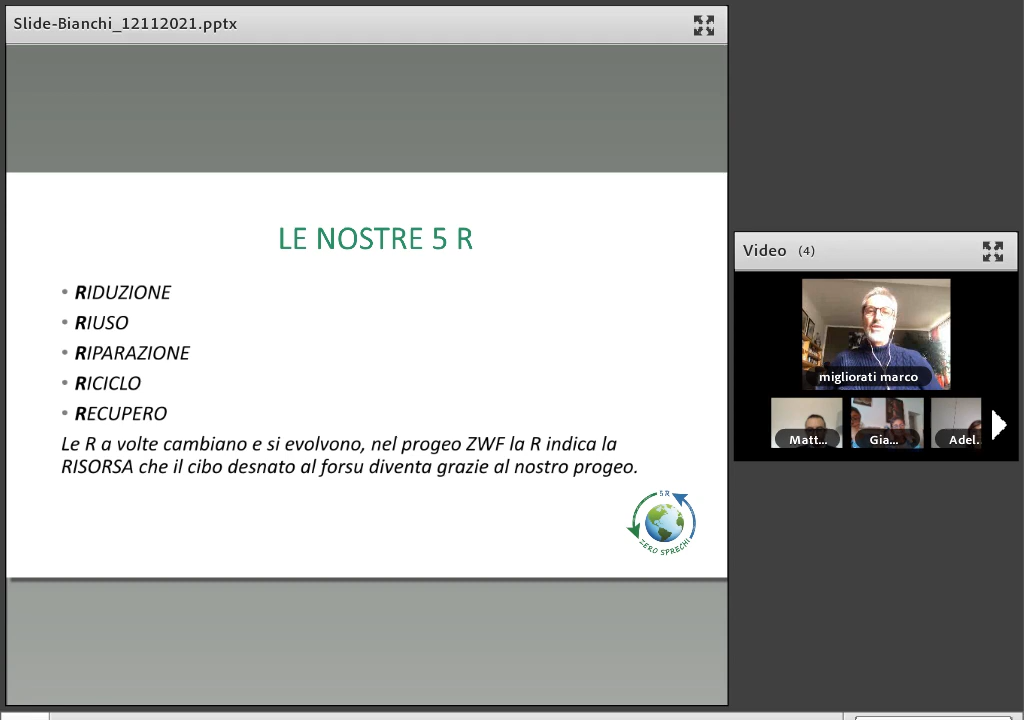 Slide-Bianchi_12112021.pptx
LE NOSTRE 5 R
• RIDUZIONE
• RIUSO
• RIPARAZIONE
• RICICLO
• RECUPERO
Le R a volte cambiano e si evolvono, nel progeo ZWF la R indica la
RISORSA che il cibo desnato al forsu diventa grazie al nostro progeo.
5R
ZERO SPRECHI
Video (4)
migliorati marco
Matt... Gia... Adel.